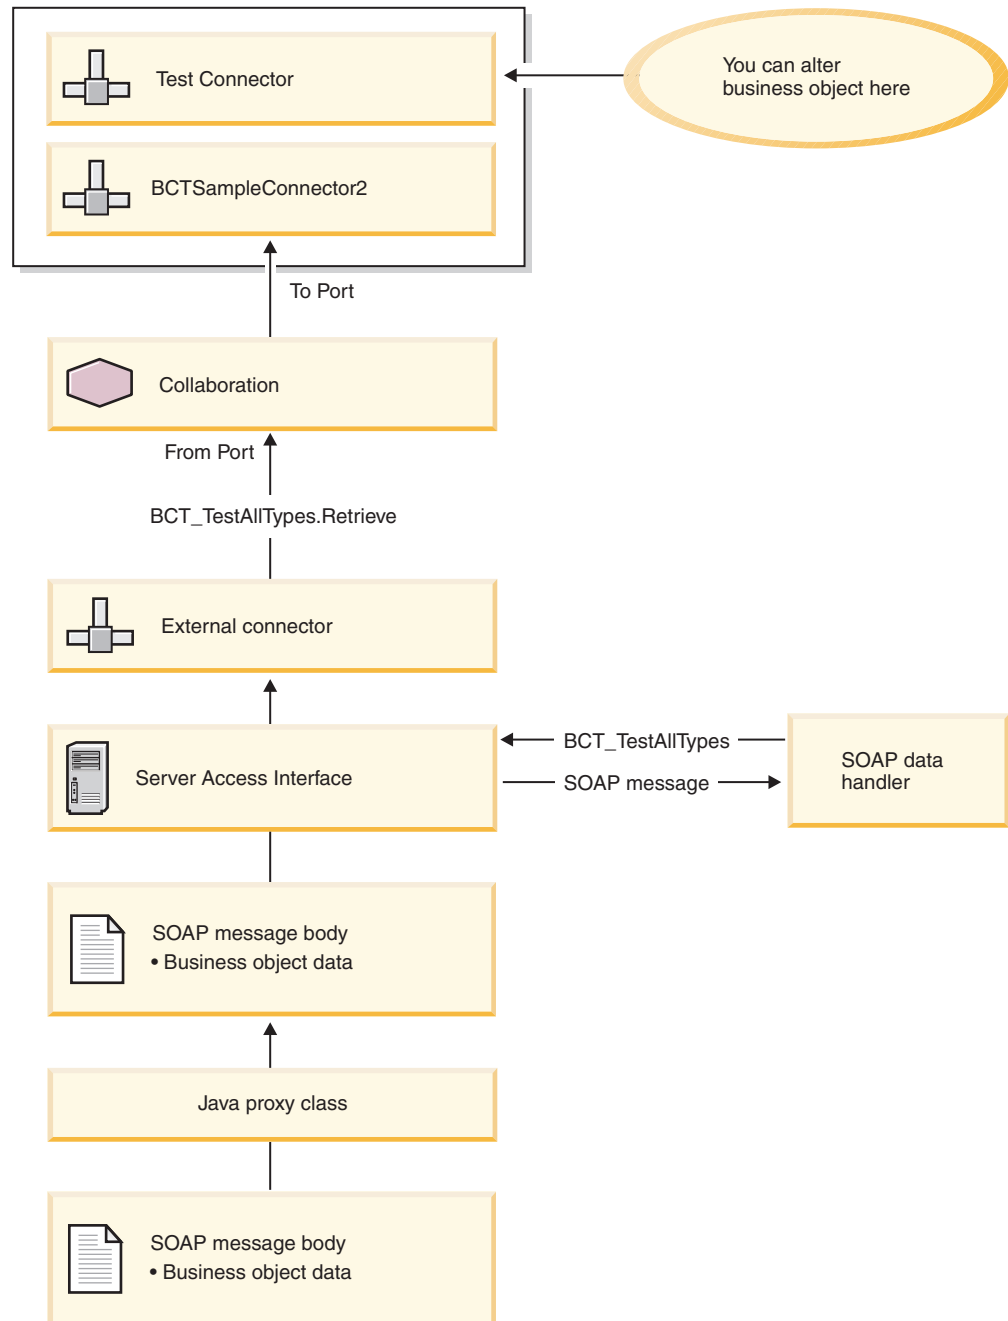 Test Connector
You can alter
business object here
BCTSampleConnector2
To Port
Collaboration
From Port
BCT_TestAllTypes.Retrieve
External connector
Server Access Interface
BCT_TestAllTypes
SOAP message
SOAP data
handler
SOAP message body
• Business object data
Java proxy class
SOAP message body
• Business object data